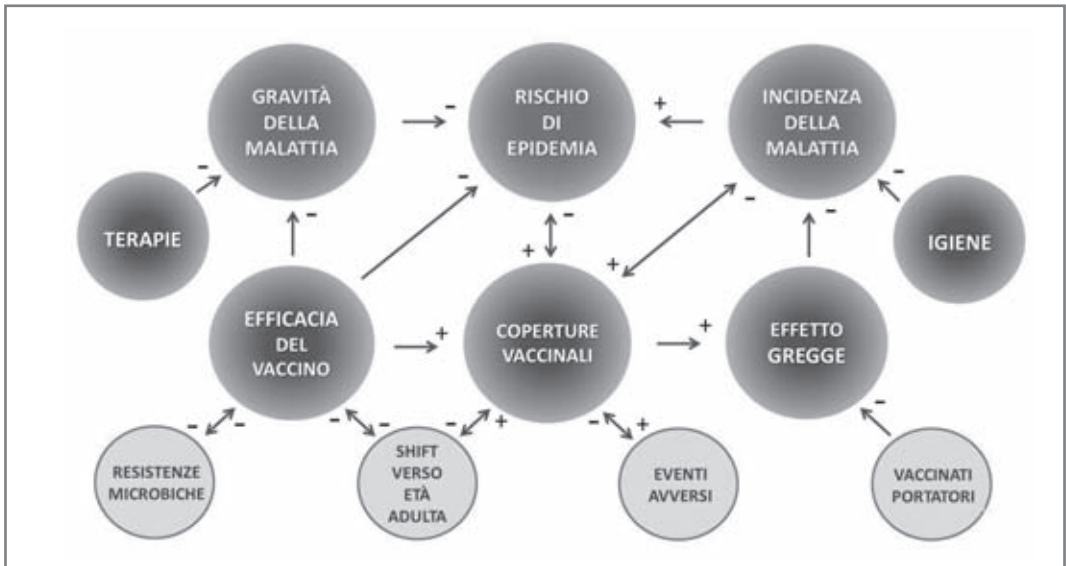 GRAVITÀ
DELLA
MALATTIA
-
RISCHIO
DI
EPIDEMIA
+
INCIDENZA
DELLA
MALATTIA
-
TERAPIE
-
-
-
+
-
+
-
-
IGIENE
EFFICACIA
DEL
VACCINO
+
COPERTURE
VACCINALI
+
EFFETTO
GREGGE
- -
- -
- +
- +
-
RESISTENZE
MICROBICHE
SHIFT
VERSO
ETÀ
ADULTA
EVENTI
AVVERSI
VACCINATI
PORTATORI